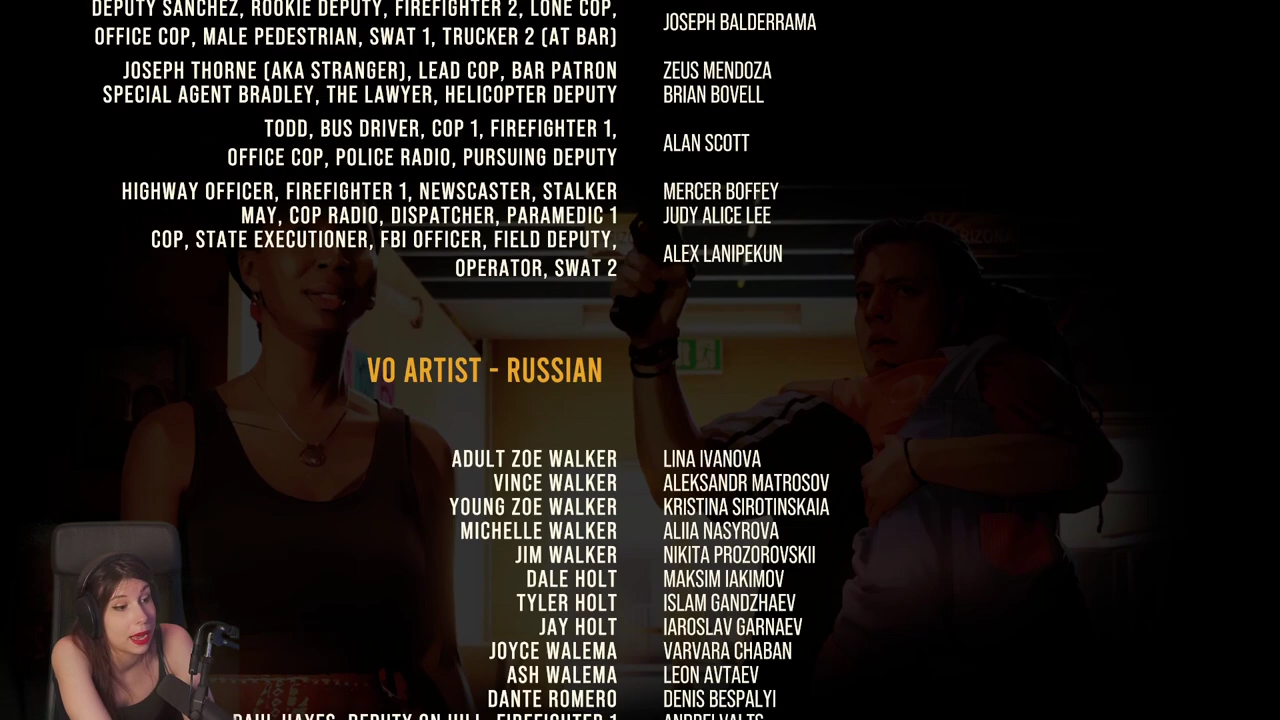 DEPUTY SANCHEZ, ROOKIE DEPUTY, FIREFIGHTER 2, LONE COP,
OFFICE COP, MALE PEDESTRIAN, SWAT 1, TRUCKER 2 (AT BAR)
JOSEPH BALDERRAMA
JOSEPH THORNE (AKA STRANGER), LEAD COP, BAR PATRON ZEUS MENDOZA
SPECIAL AGENT BRADLEY, THE LAWYER, HELICOPTER DEPUTY BRIAN BOVELL
TODD, BUS DRIVER, COP 1, FIREFIGHTER 1,
OFFICE COP, POLICE RADIO, PURSUING DEPUTY
ALAN SCOTT
HIGHWAY OFFICER, FIREFIGHTER 1, NEWSCASTER, STALKER MERCER BOFFEY
MAY, COP RADIO, DISPATCHER, PARAMEDIC 1 JUDY ALICE LEE
COP, STATE EXECUTIONER, FBI OFFICER, FIELD DEPUTY,
OPERATOR, SWAT 2
ALEX LANIPEKUN
VO ARTIST - RUSSIAN
ADULT ZOE WALKER LINA IVANOVA
VINCE WALKER ALEKSANDR MATROSOV
YOUNG ZOE WALKER KRISTINA SIROTINSKAIA
MICHELLE WALKER ALIIA NASYROVA
JIM WALKER NIKITA PROZOROVSKII
DALE HOLT MAKSIM IAKIMOV
TYLER HOLT ISLAM GANDZHAEV
JAY HOLT IAROSLAV GARNAEV
JOYCE WALEMA VARVARA CHABAN
ASH WALEMA LEON AVTAEV
DANTE ROMERO DENIS BESPALYI
DEPUTY ON HILL, FIREFIGHTER 1